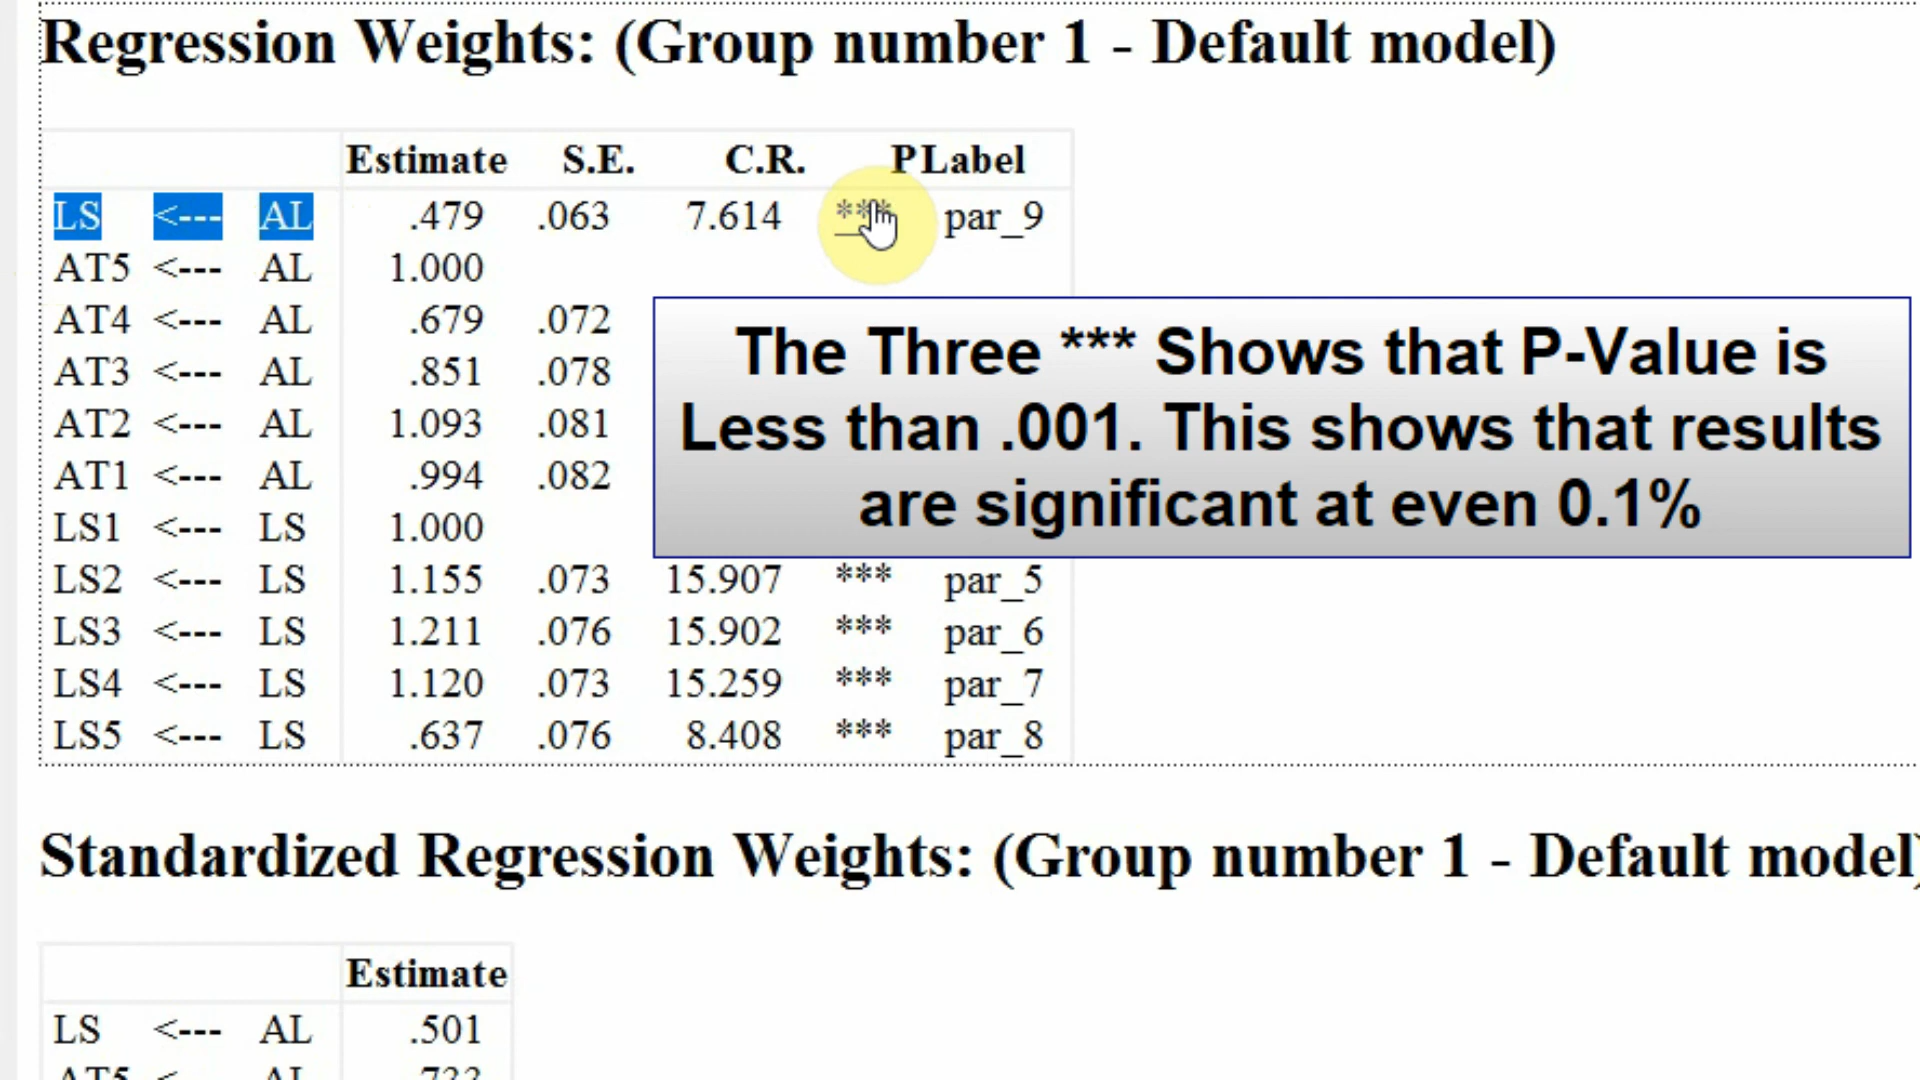 Regression Weights: (Group number 1 - Default model)
Estimate S.E. C.R. P Label
LS <--- AL .479 .063 7.614 *** par_9
AT5 <--- AL 1.000
AT4 <--- AL .679 .072
AT3 <--- AL .851 .078
AT2 <--- AL 1.093 .081
AT1 <--- AL .994 .082
The Three *** Shows that P-Value is
Less than .001. This shows that results
are significant at even 0.1%
LS1 <--- LS 1.000
LS2 <--- LS 1.155 .073 15.907 *** par_5
LS3 <--- LS 1.211 .076 15.902 *** par_6
LS4 <--- LS 1.120 .073 15.259 *** par_7
LS5 <--- LS .637 .076 8.408 *** par_8
Standardized Regression Weights: (Group number 1 - Default model)
Estimate
LS <--- AL .501
AT5 <--- AL .733